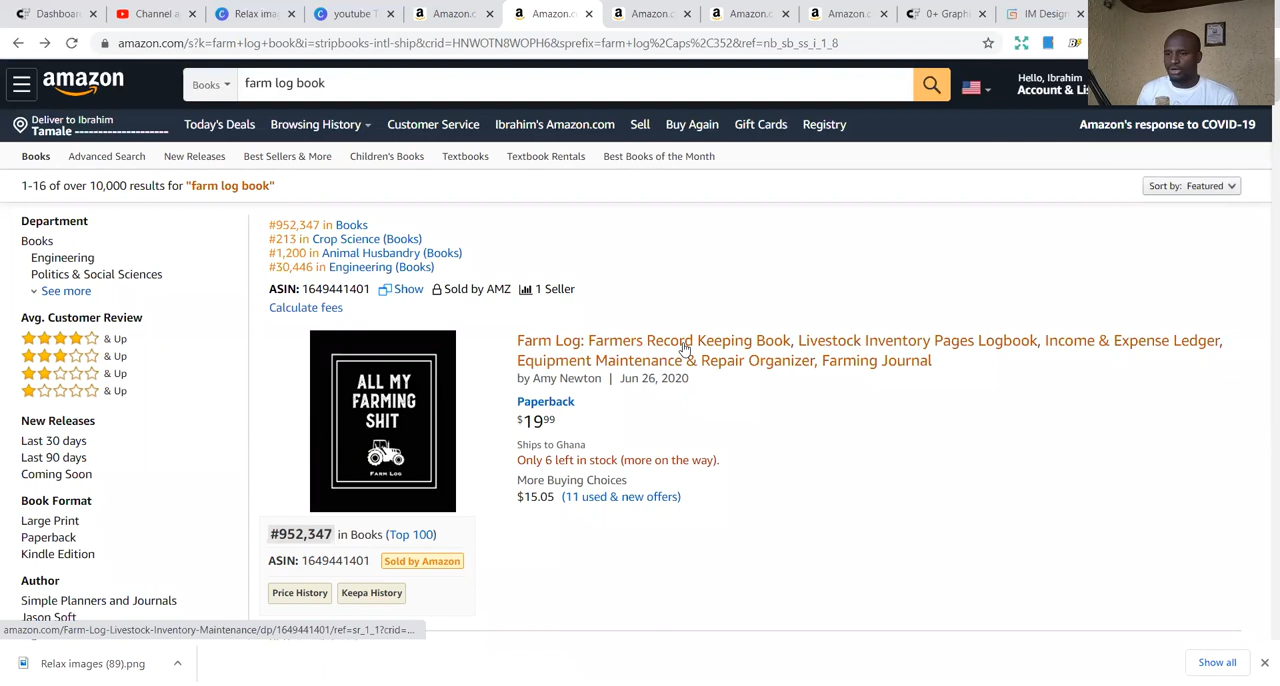 Dashboar
Channel a
Relax ima
youtube T
Amazon.c
Amazon.c
Amazon.c
Amazon.c
Amazon.c
0+ Graphi
IM Design
amazon.com/s?k=farm+log+book&i=stripbooks-intl-ship&crid=HNWOTN8WOPH6&sprefix=farm+log%2Caps%2C352&ref=nb_sb_ss_i_1_8
amazon
Books
farm log book
Hello, Ibrahim
Account & Lis
Deliver to Ibrahim
Tamale --------------------
Today's Deals
Browsing History
Customer Service
Ibrahim's Amazon.com
Sell
Buy Again
Gift Cards
Registry
Amazon's response to COVID-19
Books
Advanced Search
New Releases
Best Sellers & More
Children's Books
Textbooks
Textbook Rentals
Best Books of the Month
1-16 of over 10,000 results for "farm log book"
Sort by: Featured
Department
Books
Engineering
Politics & Social Sciences
See more
Avg. Customer Review
& Up
& Up
& Up
& Up
New Releases
Last 30 days
Last 90 days
Coming Soon
Book Format
Large Print
Paperback
Kindle Edition
Author
Simple Planners and Journals
Jason Soft
#952,347 in Books
#213 in Crop Science (Books)
#1,200 in Animal Husbandry (Books)
#30,446 in Engineering (Books)
ASIN: 1649441401 Show Sold by AMZ 1 Seller
Calculate fees
ALL MY
FARMING
SHIT
FARM LOG
#952,347 in Books (Top 100)
ASIN: 1649441401 Sold by Amazon
Price History
Keepa History
Farm Log: Farmers Record Keeping Book, Livestock Inventory Pages Logbook, Income & Expense Ledger,
Equipment Maintenance & Repair Organizer, Farming Journal
by Amy Newton | Jun 26, 2020
Paperback
$19.99
Ships to Ghana
Only 6 left in stock (more on the way).
More Buying Choices
$15.05 (11 used & new offers)
amazon.com/Farm-Log-Livestock-Inventory-Maintenance/dp/1649441401/ref=sr_1_1?crid=...
Relax images (89).png
Show all